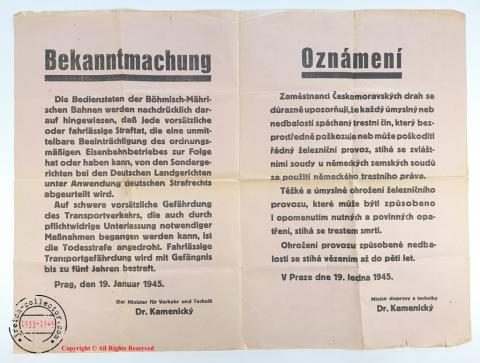 Bekanntmachung
Die Bediensteten der Böhmisch-Mähri-
schen Bahnen werden nachdrücklich dar-
auf hingewiesen, daß jede vorsätzliche
oder fahrlässige Straftat, die eine unmit-
telbare Beeinträchtigung des ordnungs-
mäßigen Eisenbahnbetriebes zur Folge
hat oder haben kann, von den Sonderge-
richten bei den Deutschen Landgerichten
unter Anwendung deutschen Strafrechts
abgeurteilt wird.
Auf schwere vorsätzliche Gefährdung
des Transportverkehrs, die auch durch
pflichtwidrige Unterlassung notwendiger
Maßnahmen begangen werden kann, ist
die Todesstrafe angedroht. Fahrlässige
Transportgefährdung wird mit Gefängnis
bis zu fünf Jahren bestraft.
Prag, den 19. Januar 1945.
Der Minister für Verkehr und Technik
Dr. Kamenický
Oznámení
Zaměstnanci Českomoravských drah se
důrazně upozorňují, že každý úmyslný neb
nedbalostí spáchaný trestní čin, který bez-
prostředně poškozuje neb může poškoditi
řádný železniční provoz, stíhá se zvlášt-
ními soudy u německých zemských soudů
za použití německého trestního práva.
Těžké a úmyslné ohrožení železničního
provozu, které může býti způsobeno
i opomenutím nutných a povinných opa-
tření, stíhá se trestem smrti.
Ohrožení provozu způsobené nedba-
lostí se stíhá vězením až do pěti let.
V Praze dne 19. ledna 1945.
Ministr dopravy a techniky
Dr. Kamenický
3reich-collector.com
1933-1945
Copyright © All Rights Reserved